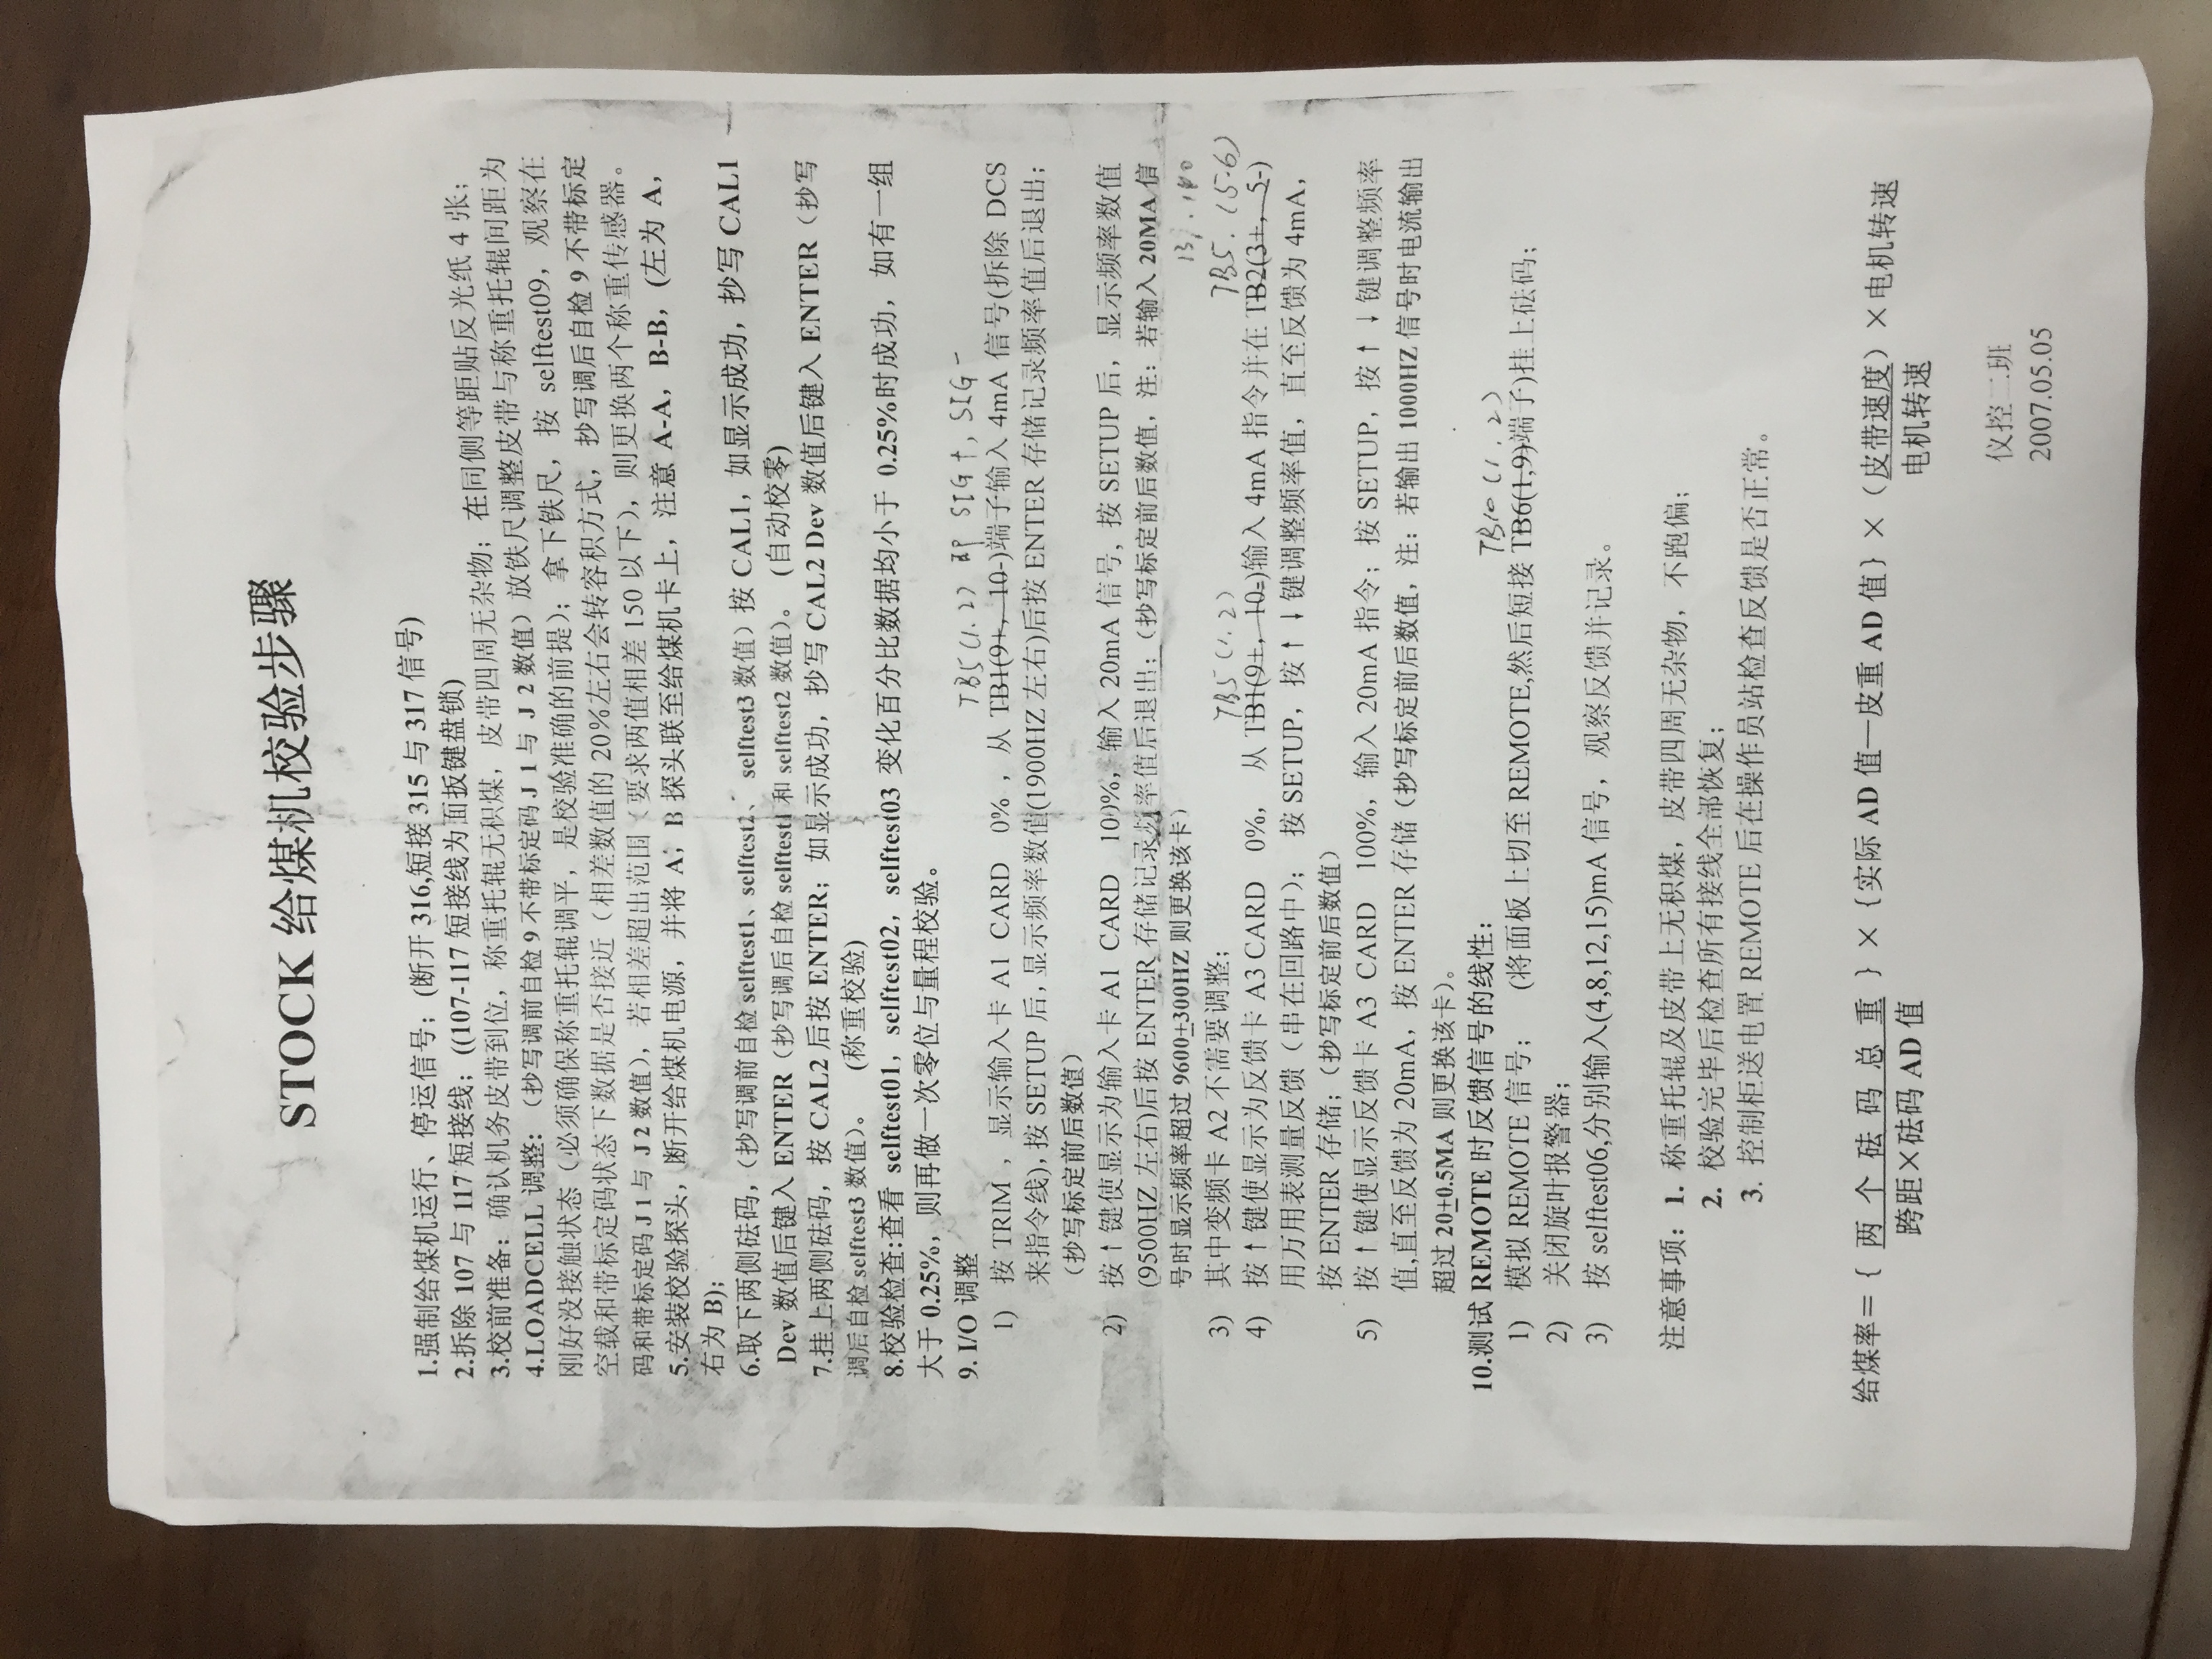 STOCK 给煤机校验步骤
1.强制给煤机运行、停运信号；(断开 316,短接 315 与 317 信号)
2.拆除 107 与 117 短接线；((107-117 短接线为面扳键盘锁)
3.校前准备：确认机务皮带到位，称重托辊无积煤，皮带四周无杂物；在同侧等距贴反光纸 4 张；
4.LOADCELL 调整:（抄写调前自检 9 不带标定码 J 1 与 J 2 数值）放铁尺调整皮带与称重托辊间距为
刚好没接触状态（必须确保称重托辊调平，是校验准确的前提）；拿下铁尺，按 selftest09，观察在
空载和带标定码状态下数据是否接近（相差数值的 20%左右会转容积方式，抄写调后自检 9 不带标定
码和带标定码 J 1 与 J 2 数值），若相差超出范围（要求两值相差 150 以下），则更换两个称重传感器。
5.安装校验探头，断开给煤机电源，并将 A；B 探头联至给煤机卡上，注意 A-A，B-B，(左为 A，
右为 B)；
6.取下两侧砝码，（抄写调前自检 selftest1、selftest2、 selftest3 数值）按 CAL1，如显示成功，抄写 CAL1
Dev 数值后键入 ENTER（抄写调后自检 selftest1 和 selftest2 数值）。 (自动校零)
7.挂上两侧砝码，按 CAL2 后按 ENTER；如显示成功，抄写 CAL2 Dev 数值后键入 ENTER（抄写
调后自检 selftest3 数值）。 (称重校验)
8.校验检查:查看 selftest01，selftest02，selftest03 变化百分比数据均小于 0.25%时成功，如有一组
大于 0.25%，则再做一次零位与量程校验。
9. I/O 调整
TB5(1.2) 即 SIG+, SIG-
1) 按 TRIM ，显示输入卡 A1 CARD 0% ，从 TB1(9+，10-)端子输入 4mA 信号(拆除 DCS
来指令线),按 SETUP 后,显示频率数值(1900HZ 左右)后按 ENTER 存储记录频率值后退出；
（抄写标定前后数值）
2) 按↑键使显示为输入卡 A1 CARD 100%，输入 20mA 信号, 按 SETUP 后，显示频率数值
(9500HZ 左右)后按 ENTER 存储记录频率值后退出；（抄写标定前后数值，注：若输入 20MA 信
号时显示频率超过 9600±300HZ 则更换该卡）
3) 其中变频卡 A2 不需要调整；
TB5(1.2) TB5.(5-6)
4) 按↑键使显示为反馈卡 A3 CARD 0%， 从 TB1(9+，10-)输入 4mA 指令并在 TB2(3+，5-)
用万用表测量反馈（串在回路中）； 按 SETUP，按↑↓键调整频率值，直至反馈为 4mA，
按 ENTER 存储；（抄写标定前后数值）
5) 按↑键使显示反馈卡 A3 CARD 100%，输入 20mA 指令；按 SETUP，按↑↓键调整频率
值,直至反馈为 20mA，按 ENTER 存储（抄写标定前后数值，注：若输出 1000HZ 信号时电流输出
超过 20±0.5MA 则更换该卡）。
10.测试 REMOTE 时反馈信号的线性：
TB10(1.2)
1) 模拟 REMOTE 信号； (将面板上切至 REMOTE,然后短接 TB6(1,9)端子)挂上砝码；
2) 关闭旋叶报警器；
3) 按 selftest06,分别输入(4,8,12,15)mA 信号，观察反馈并记录。
注意事项：1. 称重托辊及皮带上无积煤，皮带四周无杂物，不跑偏；
2. 校验完毕后检查所有接线全部恢复；
3. 控制柜送电置 REMOTE 后在操作员站检查反馈是否正常。
给煤率＝{ 两 个 砝 码 总 重 }×{实际 AD 值—皮重 AD 值}×（皮带速度）×电机转速
跨距×砝码 AD 值 电机转速
仪控二班
2007.05.05